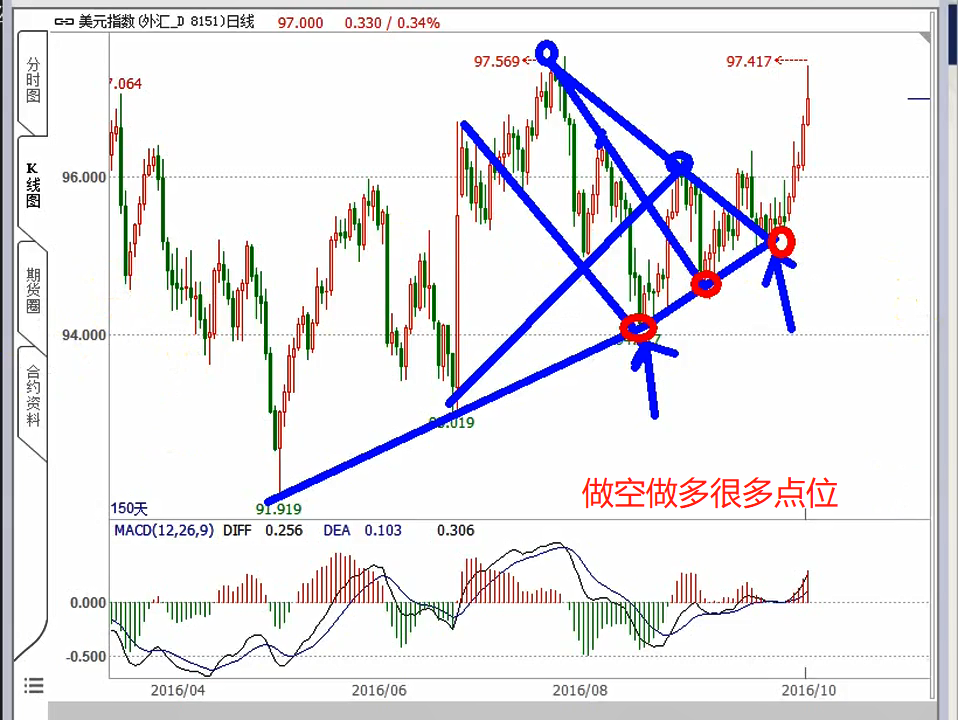 美元指数(外汇_D 8151)日线 97.000 0.330 / 0.34%
分时图
K线图
期货圈
合约资料
7.064
97.569
97.417
96.000
94.000
91.919
150天
做空做多很多点位
MACD(12,26,9) DIFF 0.256 DEA 0.103 0.306
0.000
-0.500
2016/04 2016/06 2016/08 2016/10